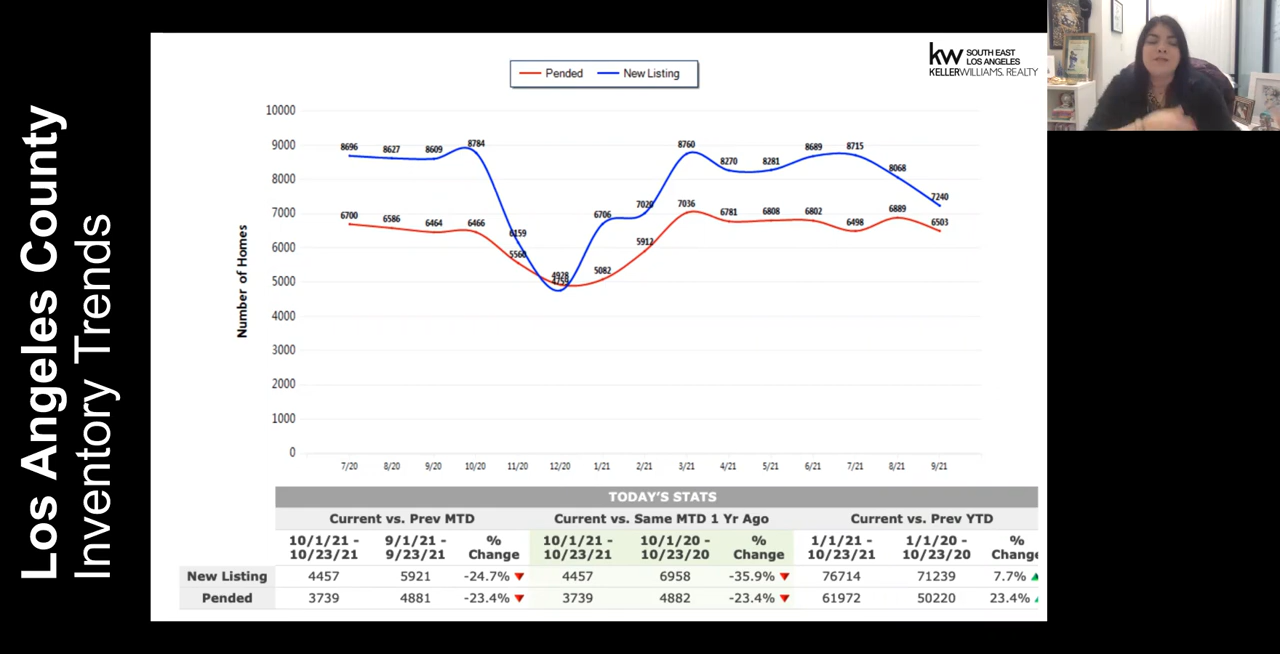 Los Angeles County
Inventory Trends
kw SOUTH EAST
LOS ANGELES
KELLERWILLIAMS. REALTY
Pended New Listing
Number of Homes
10000
9000
8000
7000
6000
5000
4000
3000
2000
1000
0
8696 8627 8609 8784 6159 4759 6706 7020 8760 8270 8281 8689 8715 8068 7240
6700 6586 6464 6466 5560 4928 5082 5912 7036 6781 6808 6802 6498 6889 6503
7/20 8/20 9/20 10/20 11/20 12/20 1/21 2/21 3/21 4/21 5/21 6/21 7/21 8/21 9/21
TODAY'S STATS
Current vs. Prev MTD Current vs. Same MTD 1 Yr Ago Current vs. Prev YTD
10/1/21 - 9/1/21 - % 10/1/21 - 10/1/20 - % 1/1/21 - 1/1/20 - %
10/23/21 9/23/21 Change 10/23/21 10/23/20 Change 10/23/21 10/23/20 Change
New Listing 4457 5921 -24.7% 4457 6958 -35.9% 76714 71239 7.7%
Pended 3739 4881 -23.4% 3739 4882 -23.4% 61972 50220 23.4%